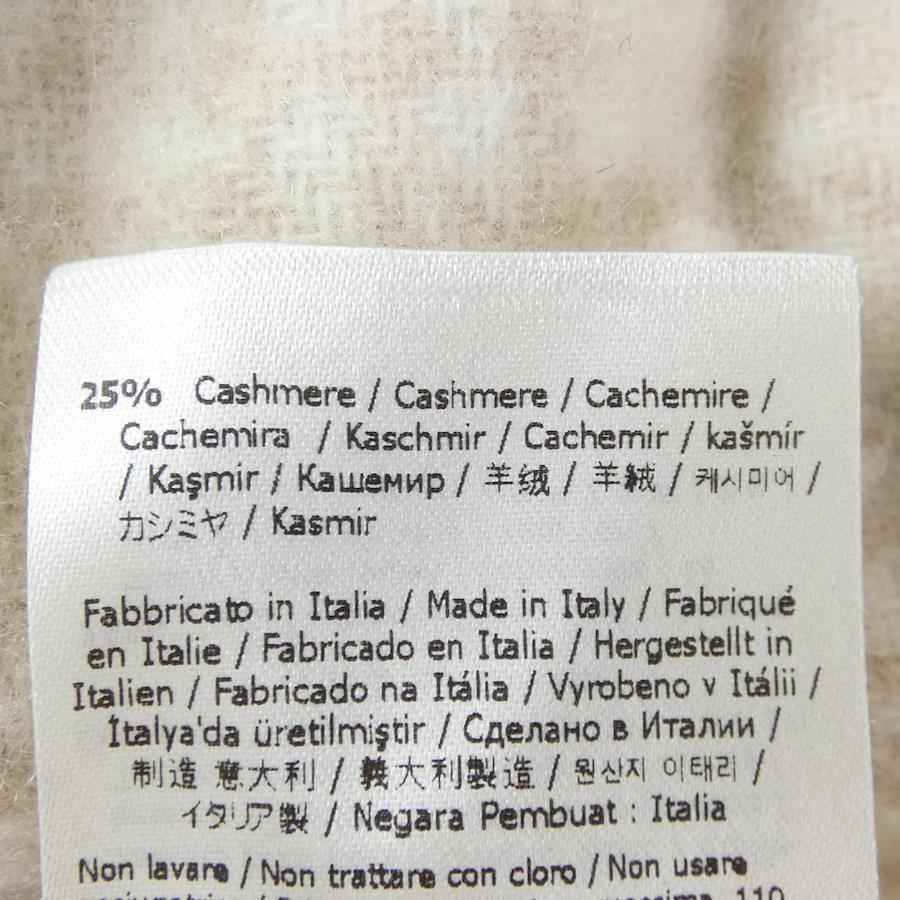 25% Cashmere / Cashmere / Cachemire /
Cachemira / Kaschmir / Cachemir / kašmír
/ Kaşmir / Кашемир / 羊绒 / 羊絨 / 케시미어 /
カシミヤ / Kasmir
Fabbricato in Italia / Made in Italy / Fabriqué
en Italie / Fabricado en Italia / Hergestellt in
Italien / Fabricado na Itália / Vyrobeno v Itálii /
İtalya'da üretilmiştir / Сделано в Италии /
制造 意大利 / 義大利製造 / 원산지 이태리 /
イタリア製 / Negara Pembuat : Italia
Non lavare / Non trattare con cloro / Non usare
110